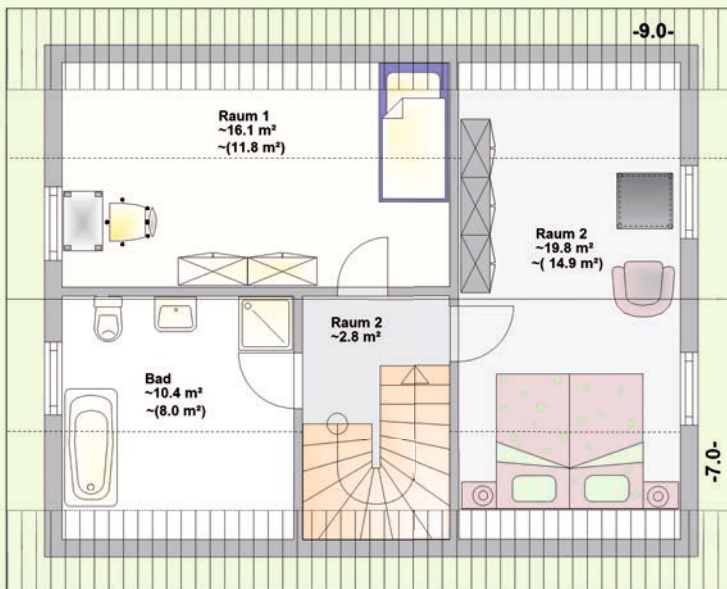 -9.0-
Raum 1
~16.1 m²
~(11.8 m²)
Raum 2
~19.8 m²
~( 14.9 m²)
Raum 2
~2.8 m²
Bad
~10.4 m²
~(8.0 m²)
-7.0-